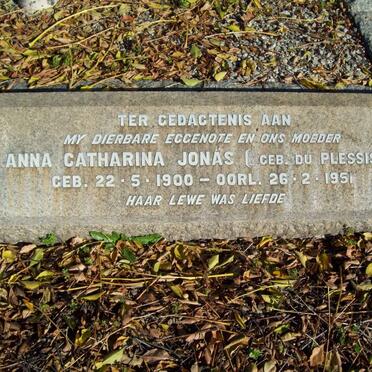 TER GEDAGTENIS AAN
MY DIERBARE EGGENOTE EN ONS MOEDER
ANNA CATHARINA JONAS (GEB. DU PLESSIS
GEB. 22·5·1900 — OORL. 26·2·1951
HAAR LEWE WAS LIEFDE